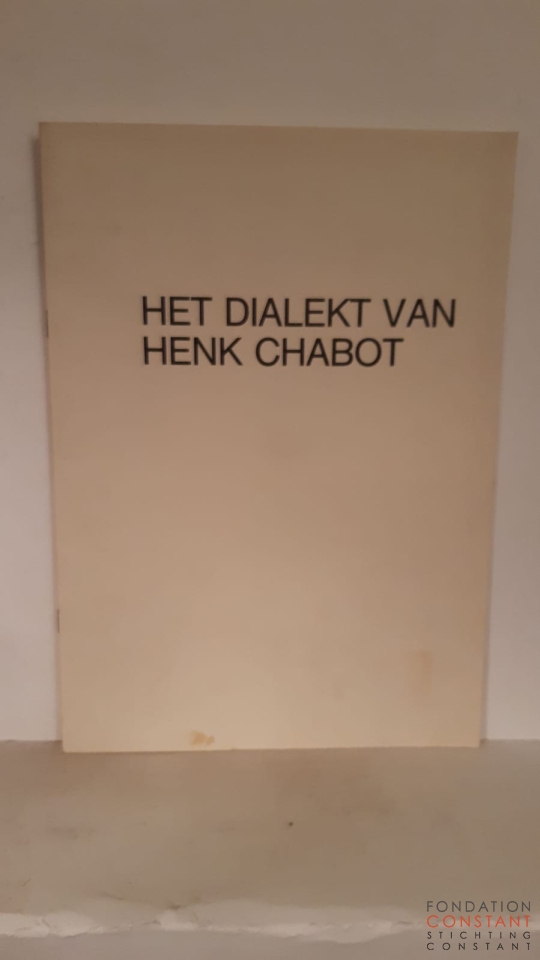 HET DIALEKT VAN
HENK CHABOT
FONDATION
CONSTANT
STICHTING
CONSTANT